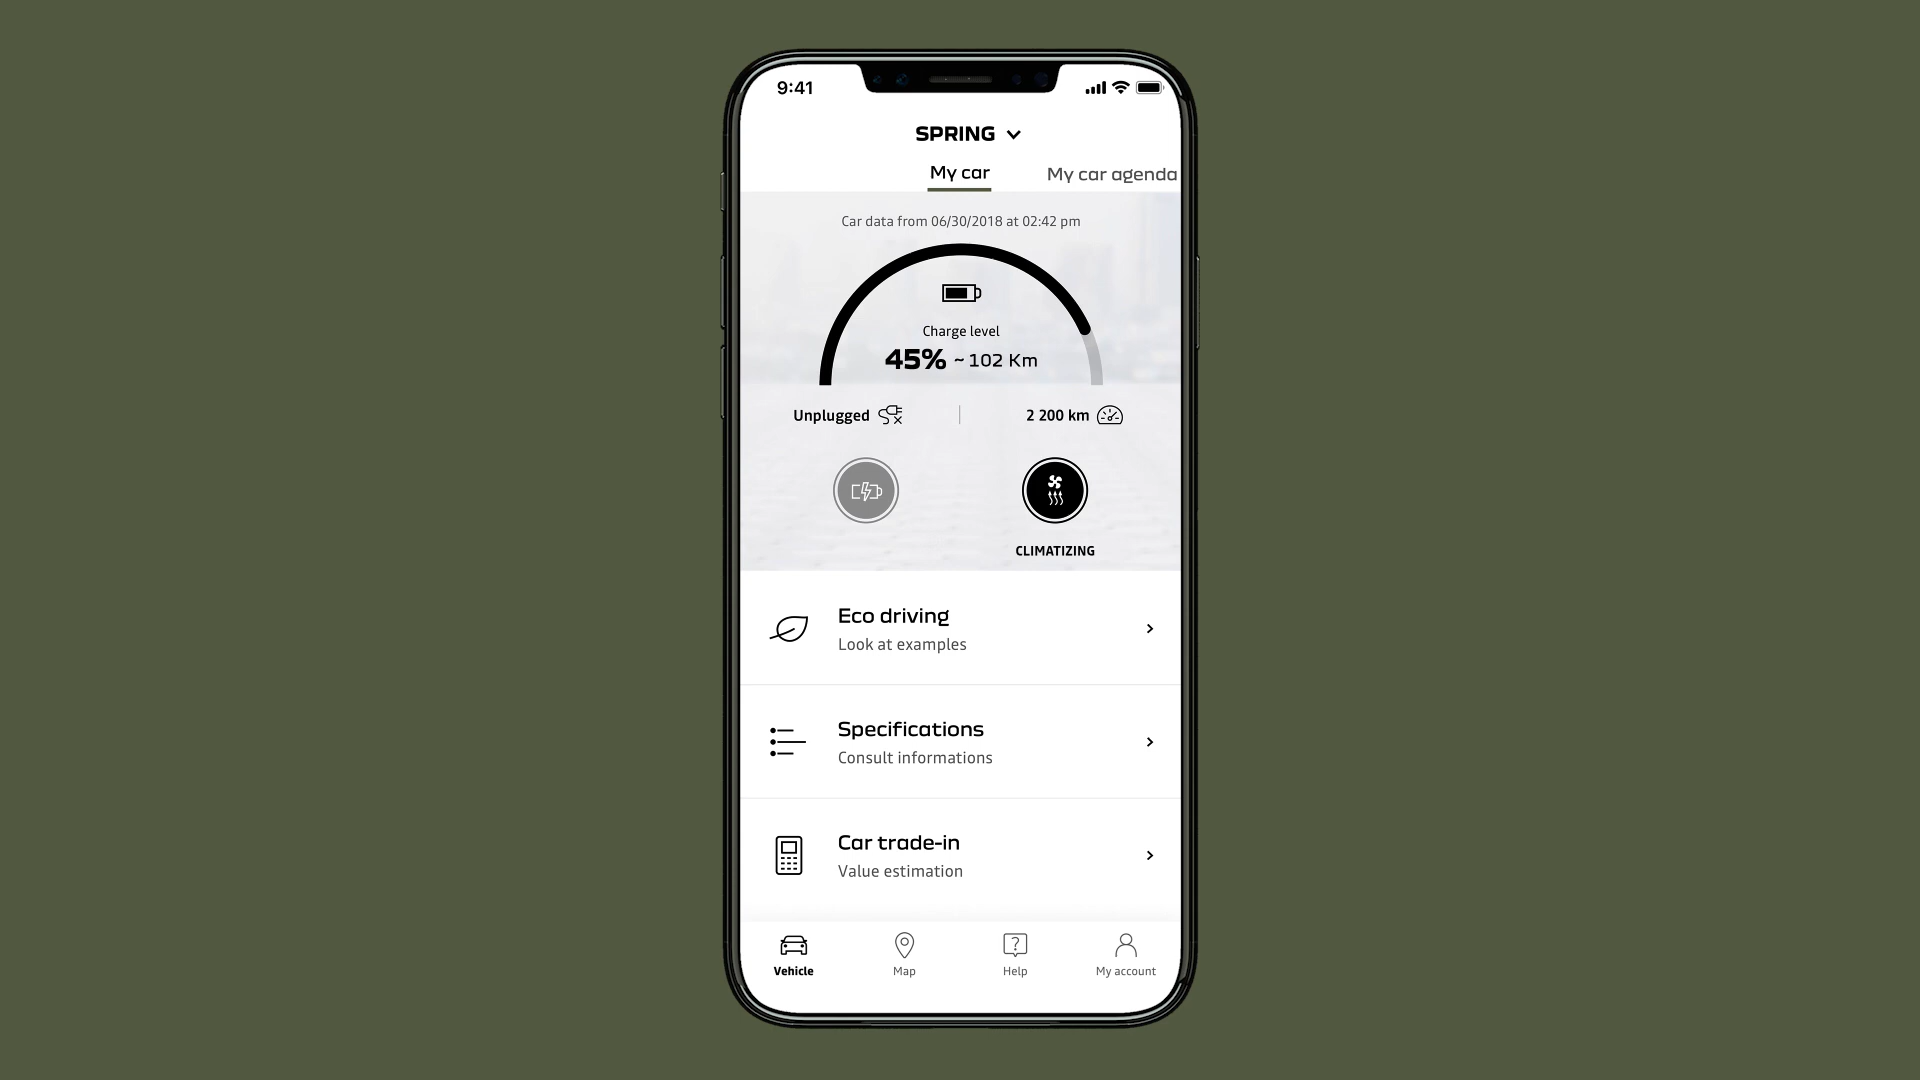 9:41
SPRING
My car
My car agenda
Car data from 06/30/2018 at 02:42 pm
Charge level
45% ~ 102 Km
Unplugged
2 200 km
CLIMATIZING
Eco driving
Look at examples
Specifications
Consult informations
Car trade-in
Value estimation
Vehicle
Map
Help
My account